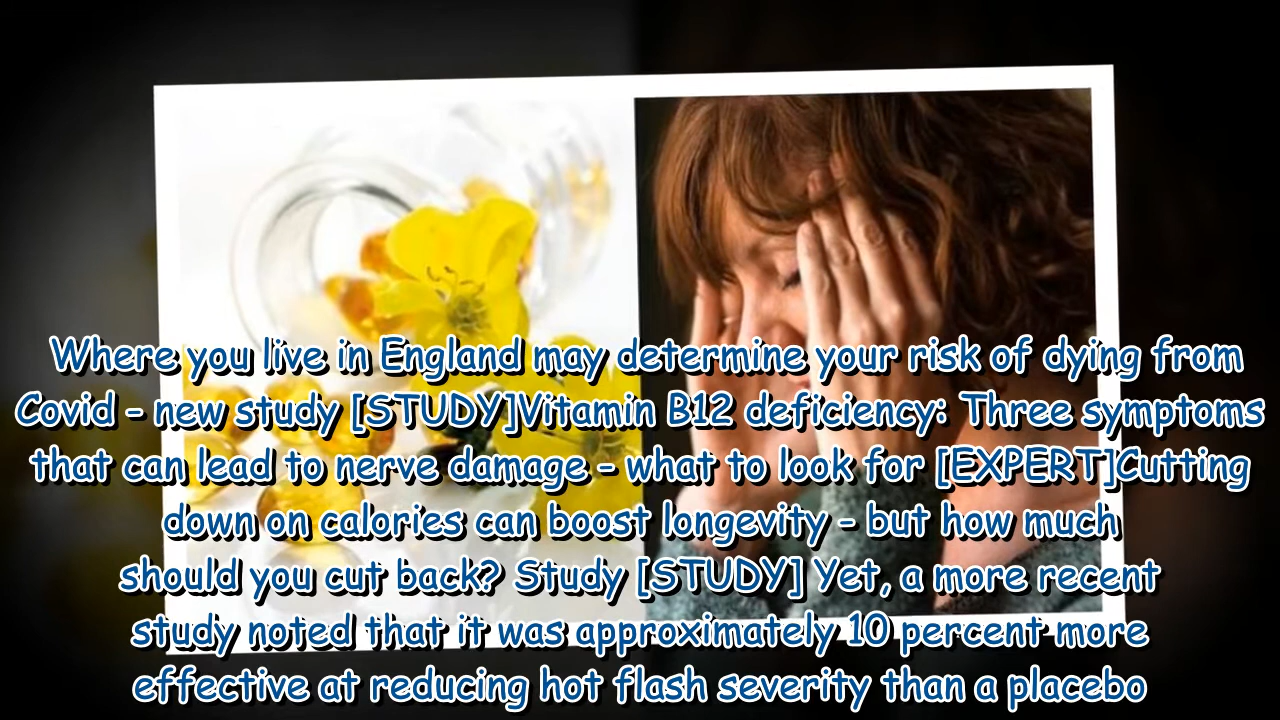 Where you live in England may determine your risk of dying from
Covid - new study [STUDY]Vitamin B12 deficiency: Three symptoms
that can lead to nerve damage - what to look for [EXPERT]Cutting
down on calories can boost longevity - but how much
should you cut back? Study [STUDY] Yet, a more recent
study noted that it was approximately 10 percent more
effective at reducing hot flash severity than a placebo